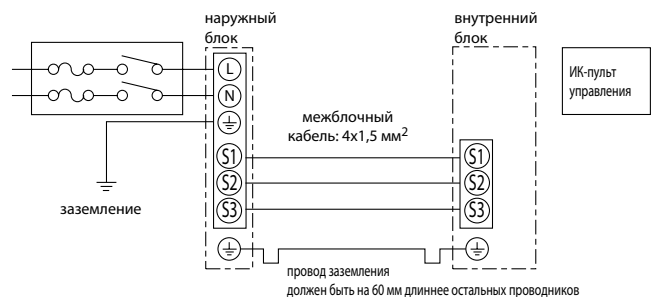 наружный
блок
внутренний
блок
L
N
ИК-пульт
управления
межблочный
кабель: 4х1,5 мм²
S1
S2
S3
S1
S2
S3
заземление
провод заземления
должен быть на 60 мм длиннее остальных проводников